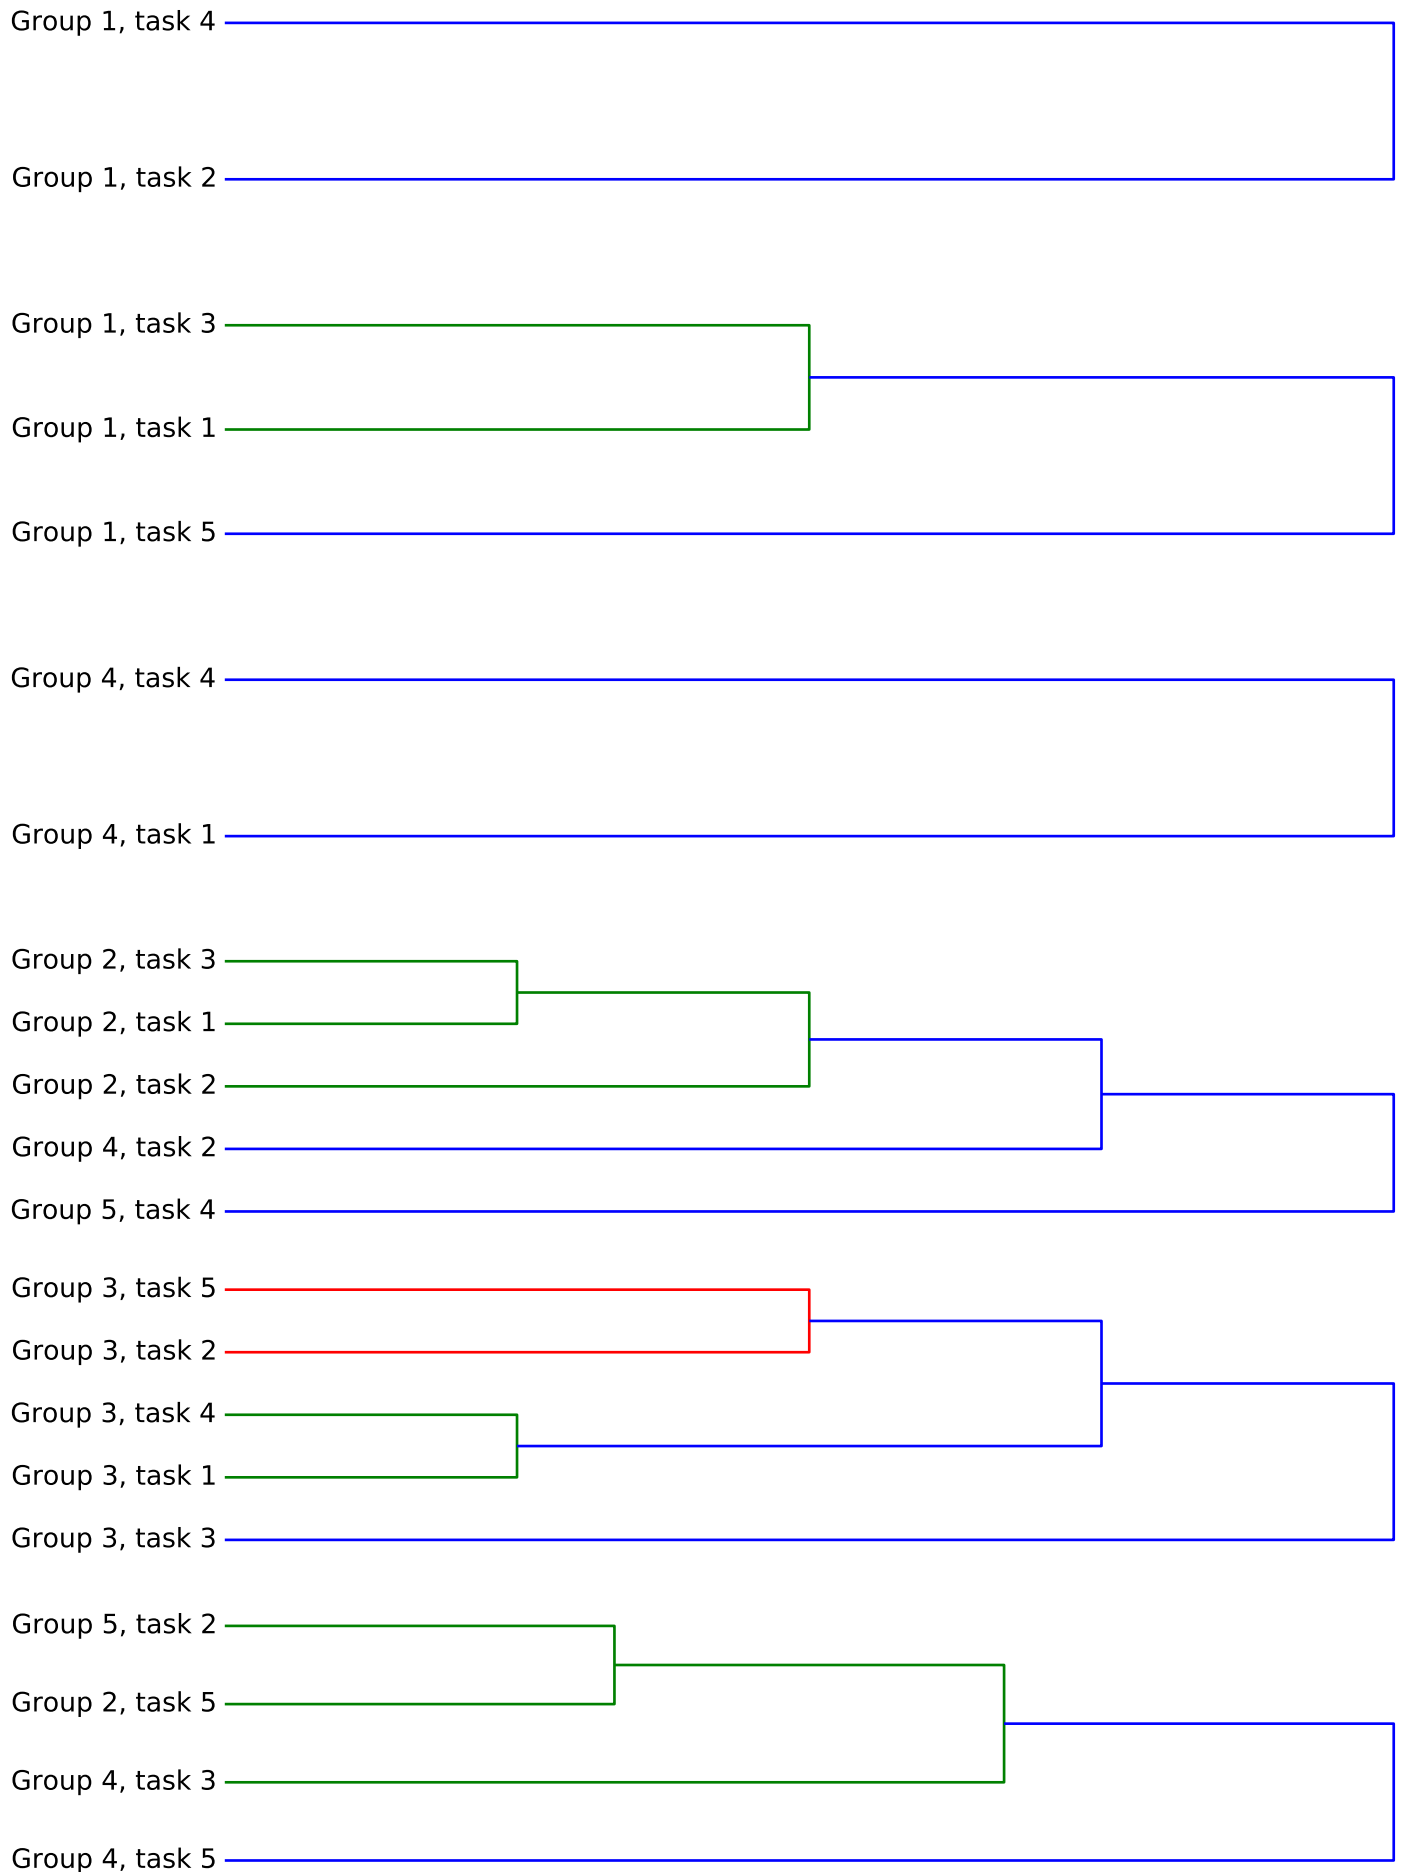 Group 1, task 4
Group 1, task 2
Group 1, task 3
Group 1, task 1
Group 1, task 5
Group 4, task 4
Group 4, task 1
Group 2, task 3
Group 2, task 1
Group 2, task 2
Group 4, task 2
Group 5, task 4
Group 3, task 5
Group 3, task 2
Group 3, task 4
Group 3, task 1
Group 3, task 3
Group 5, task 2
Group 2, task 5
Group 4, task 3
Group 4, task 5